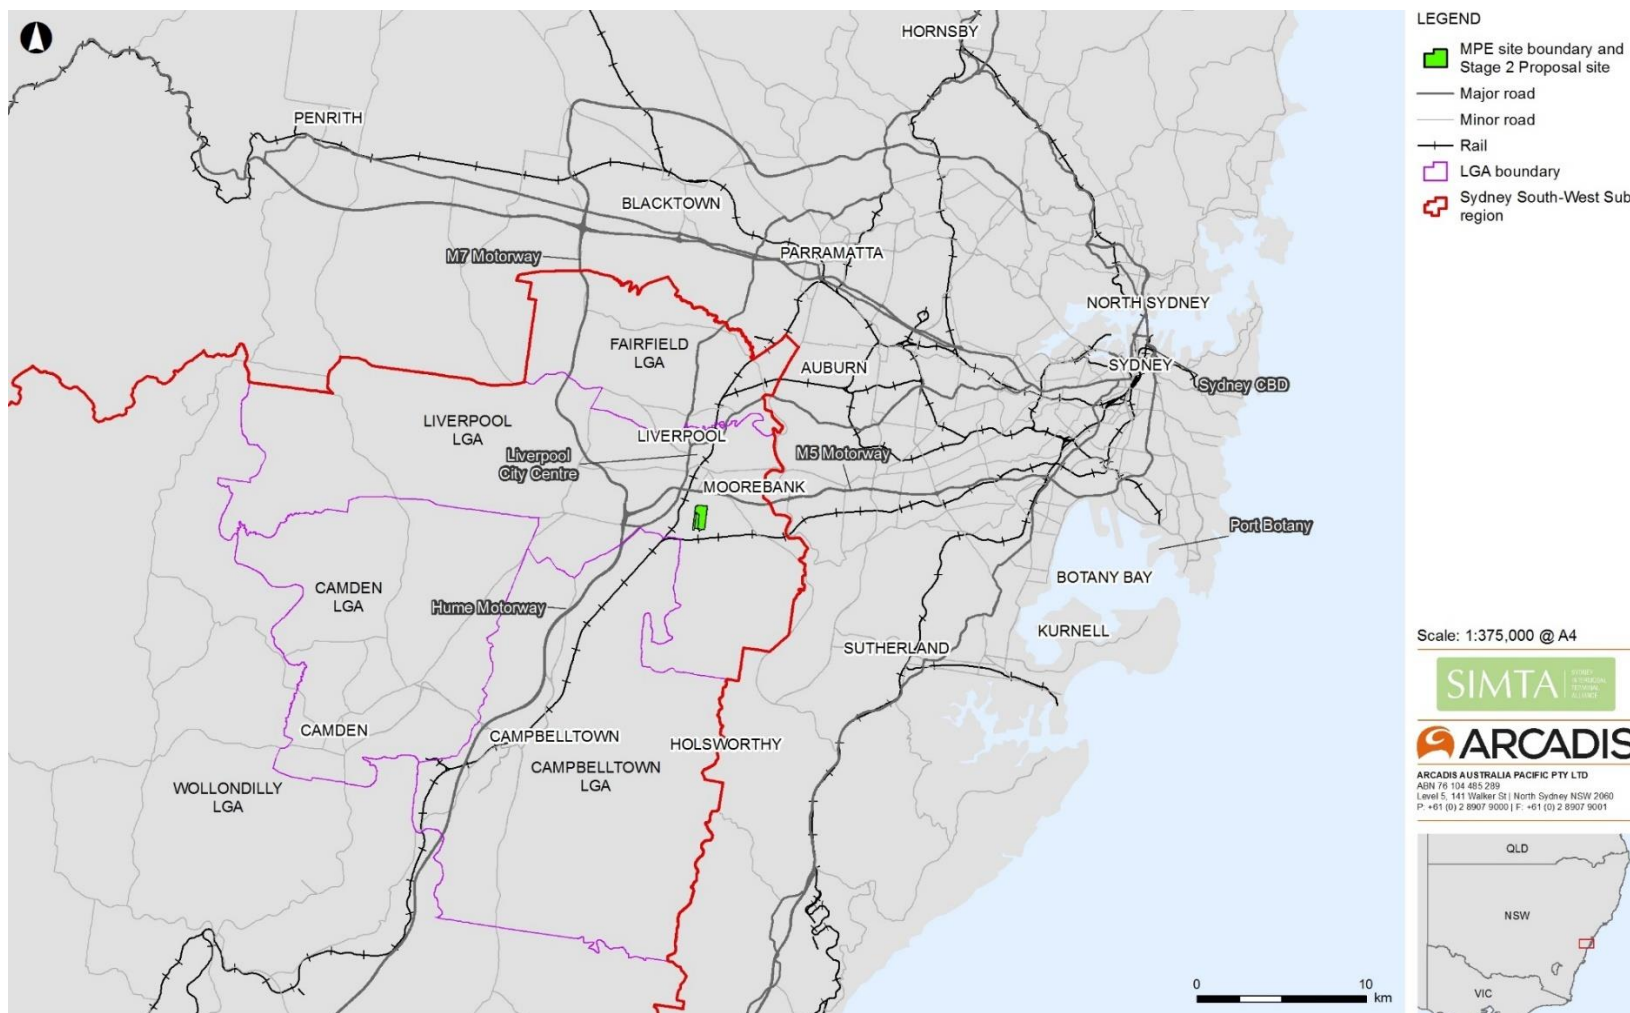 HORNSBY
PENRITH
BLACKTOWN
M7 Motorway
PARRAMATTA
NORTH SYDNEY
FAIRFIELD
LGA
AUBURN
SYDNEY
Sydney CBD
LIVERPOOL
LGA
LIVERPOOL
Liverpool
City Centre
M5 Motorway
MOOREBANK
Port Botany
CAMDEN
LGA
Hume Motorway
BOTANY BAY
KURNELL
SUTHERLAND
CAMDEN
CAMPBELLTOWN
HOLSWORTHY
CAMPBELLTOWN
LGA
WOLLONDILLY
LGA
0 10
km
LEGEND
MPE site boundary and
Stage 2 Proposal site
Major road
Minor road
Rail
LGA boundary
Sydney South-West Sub
region
Scale: 1:375,000 @ A4
SIMTA
SYDNEY
INTERMODAL
TERMINAL
ALLIANCE
ARCADIS
ARCADIS AUSTRALIA PACIFIC PTY LTD
ABN 76 104 485 289
Level 5, 141 Walker St | North Sydney NSW 2060
P: +61 (0) 2 8907 9000 | F: +61 (0) 2 8907 9001
QLD
NSW
VIC